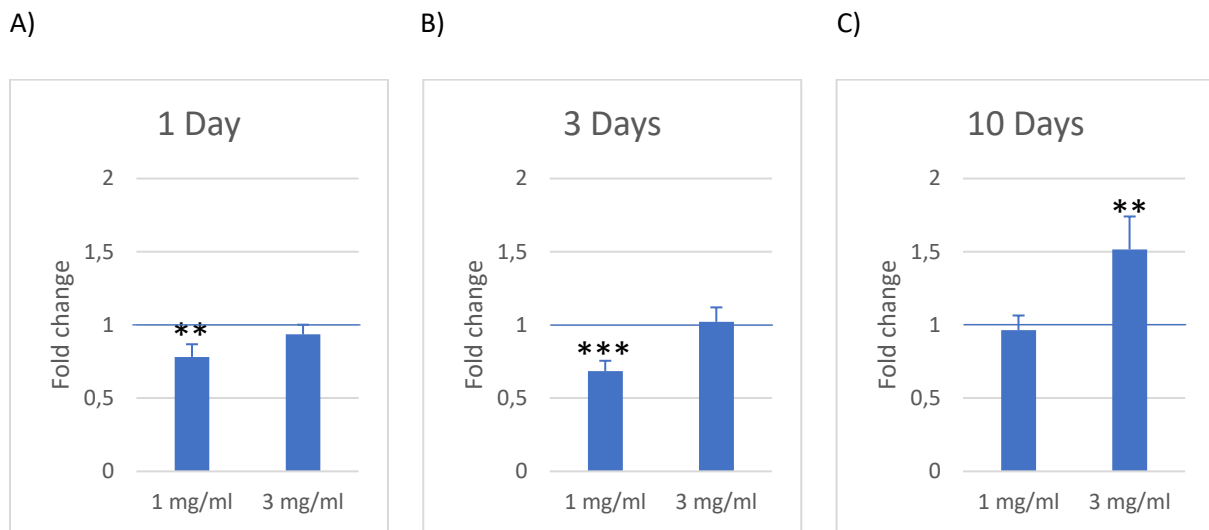 A)
B)
C)
1 Day
Fold change
2
1,5
1
0,5
0
**
1 mg/ml
3 mg/ml
3 Days
Fold change
2
1,5
1
0,5
0
***
1 mg/ml
3 mg/ml
10 Days
Fold change
2
1,5
1
0,5
0
**
1 mg/ml
3 mg/ml